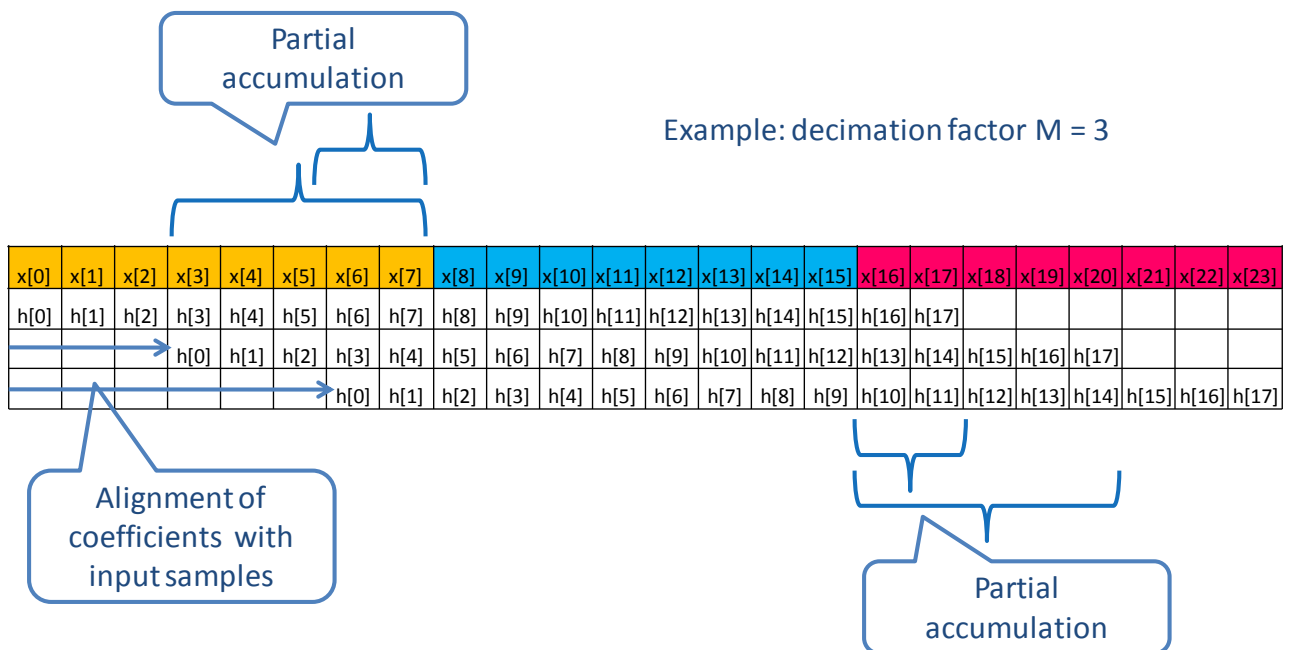 Partial
accumulation
Example: decimation factor M = 3
x[0] x[1] x[2] x[3] x[4] x[5] x[6] x[7] x[8] x[9] x[10] x[11] x[12] x[13] x[14] x[15] x[16] x[17] x[18] x[19] x[20] x[21] x[22] x[23]
h[0] h[1] h[2] h[3] h[4] h[5] h[6] h[7] h[8] h[9] h[10] h[11] h[12] h[13] h[14] h[15] h[16] h[17]
h[0] h[1] h[2] h[3] h[4] h[5] h[6] h[7] h[8] h[9] h[10] h[11] h[12] h[13] h[14] h[15] h[16] h[17]
h[0] h[1] h[2] h[3] h[4] h[5] h[6] h[7] h[8] h[9] h[10] h[11] h[12] h[13] h[14] h[15] h[16] h[17]
Alignment of
coefficients with
input samples
Partial
accumulation